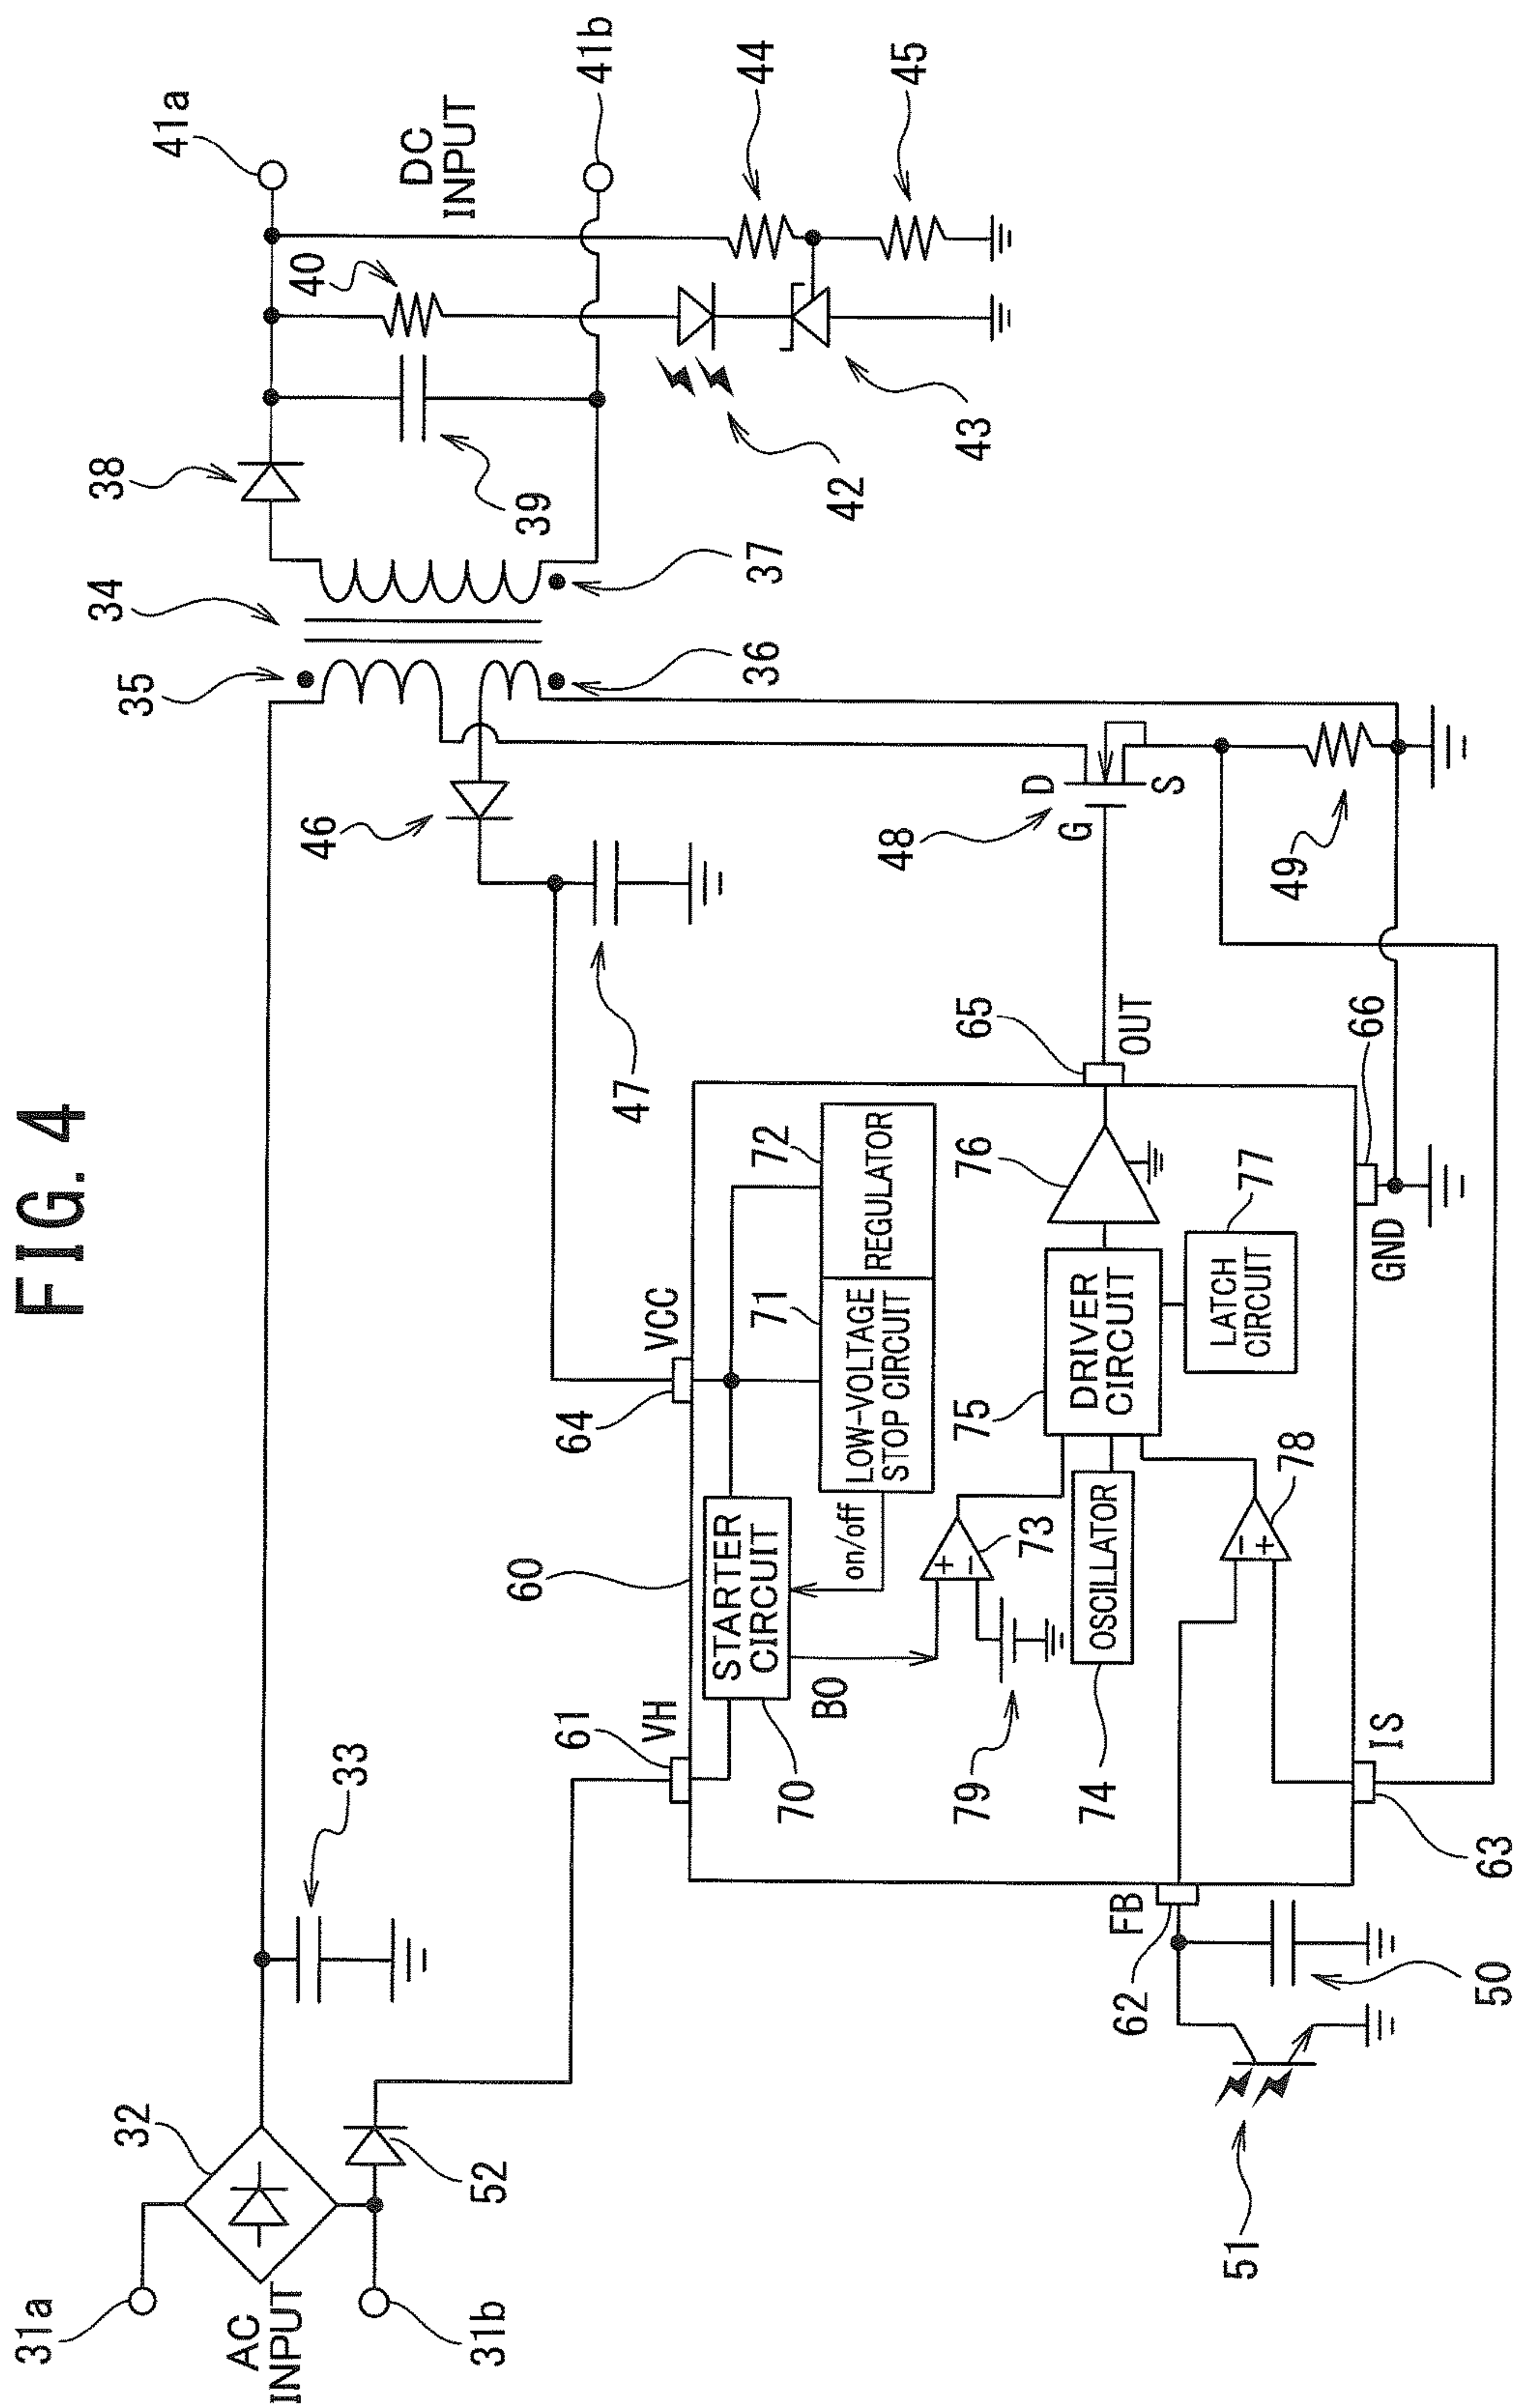 FIG. 4
31a
AC
INPUT
31b
32
52
33
34
35
36
37
38
39
40
41a
DC
INPUT
41b
42
43
44
45
46
47
48
D
G
S
49
60
61
VH
64
VCC
STARTER
CIRCUIT
70
BO
on/off
71
LOW-VOLTAGE
STOP CIRCUIT
72
REGULATOR
+
-
73
79
OSCILLATOR
74
75
DRIVER
CIRCUIT
76
65
OUT
LATCH
CIRCUIT
77
-
+
78
FB
62
50
51
IS
63
GND
66